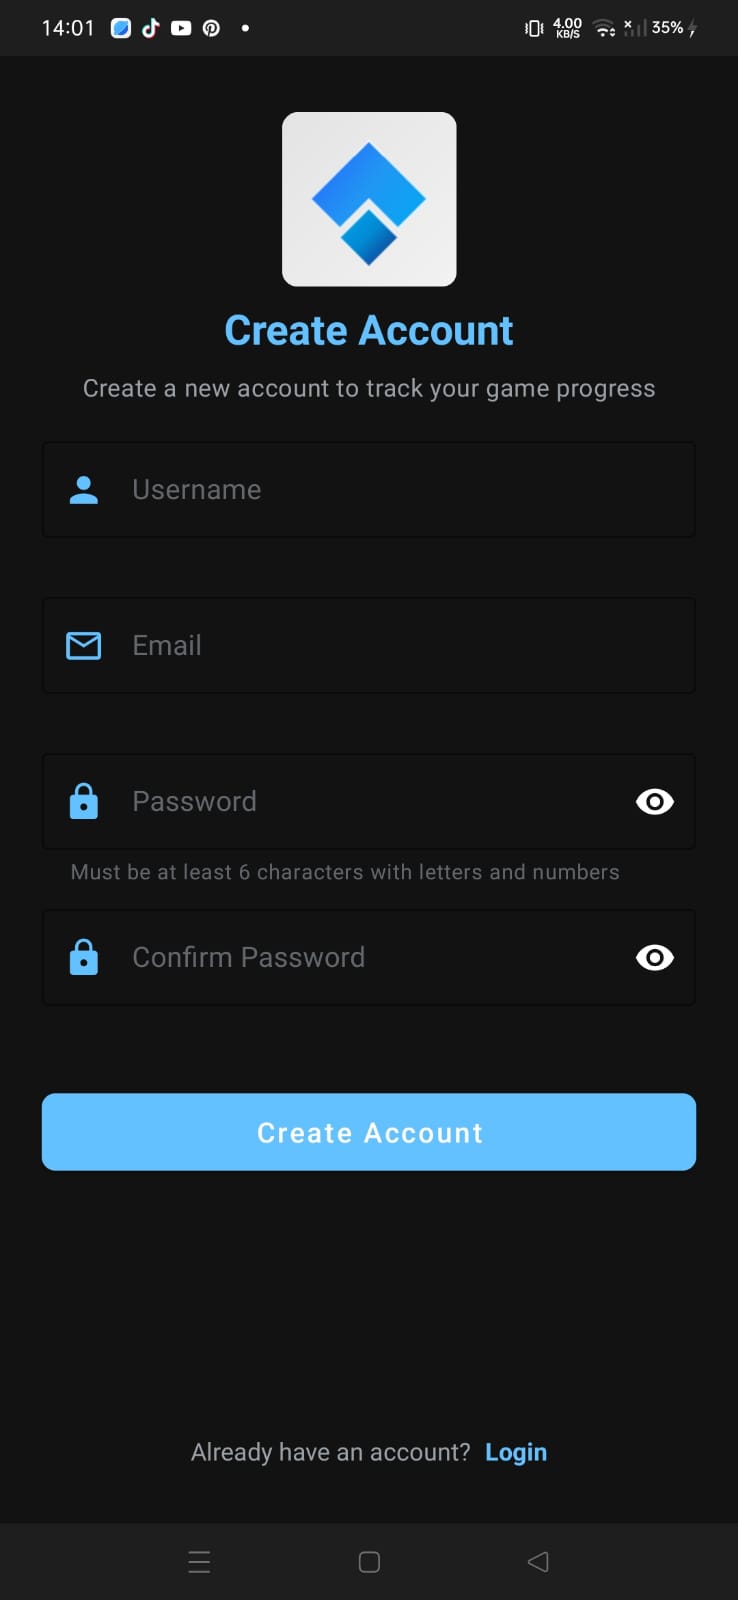 14:01 4.00 KB/S 35%
Create Account
Create a new account to track your game progress
Username
Email
Password
Must be at least 6 characters with letters and numbers
Confirm Password
Create Account
Already have an account? Login